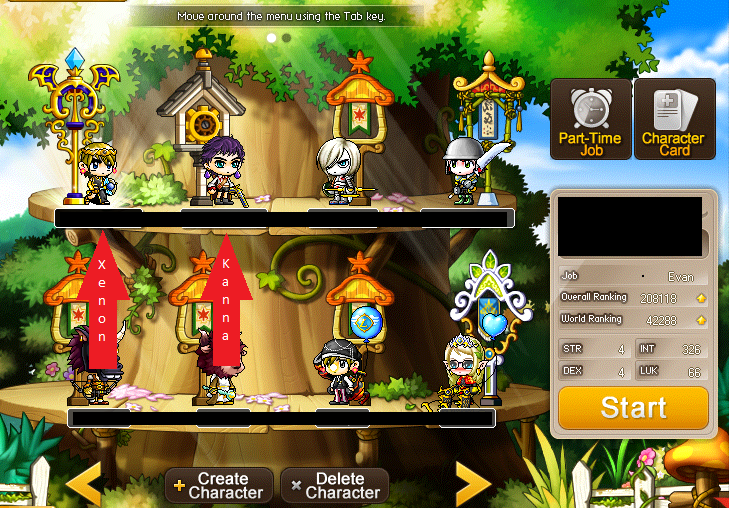 Move around the menu using the Tab key.
Part-Time
Job
Character
Card
Xenon
Kanna
Job Evan
Overall Ranking 208118
World Ranking 42288
STR 4 INT 326
DEX 4 LUK 66
Start
+ Create
Character
× Delete
Character